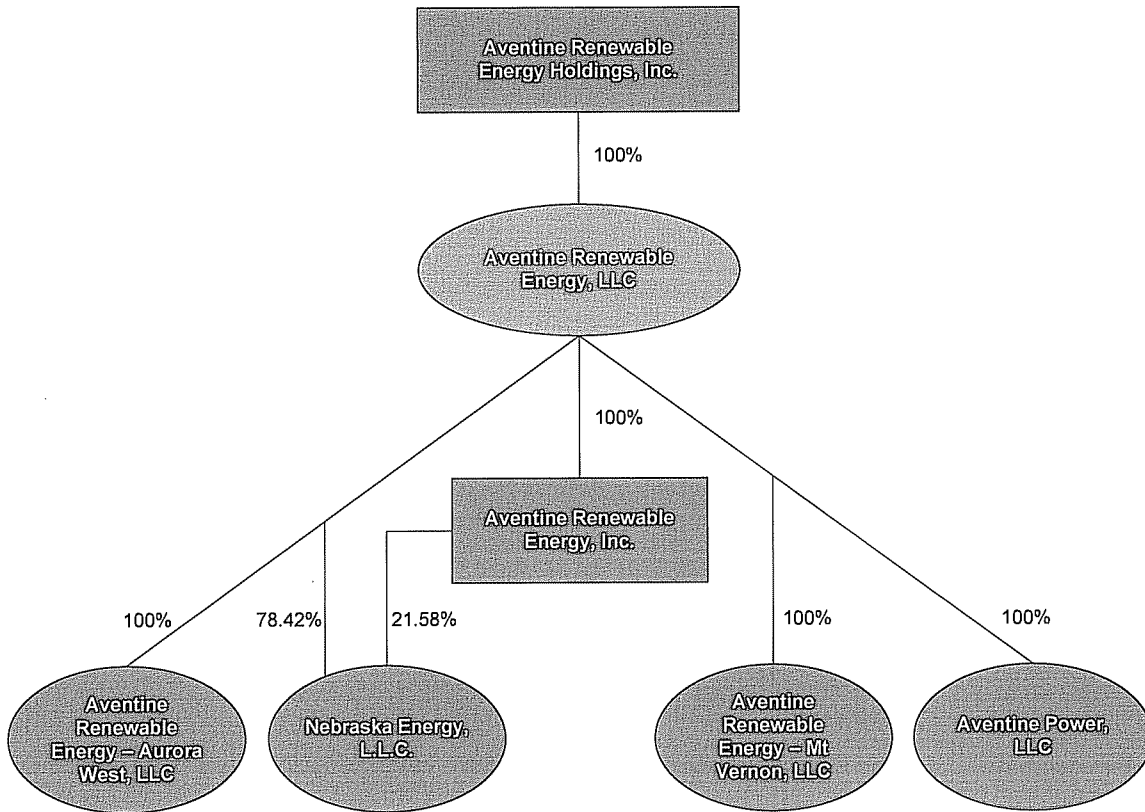 Aventine Renewable
Energy Holdings, Inc.
100%
Aventine Renewable
Energy, LLC
100%
Aventine Renewable
Energy, Inc.
100%
78.42%
21.58%
100%
100%
Aventine
Renewable
Energy – Aurora
West, LLC
Nebraska Energy,
L.L.C.
Aventine
Renewable
Energy – Mt
Vernon, LLC
Aventine Power,
LLC